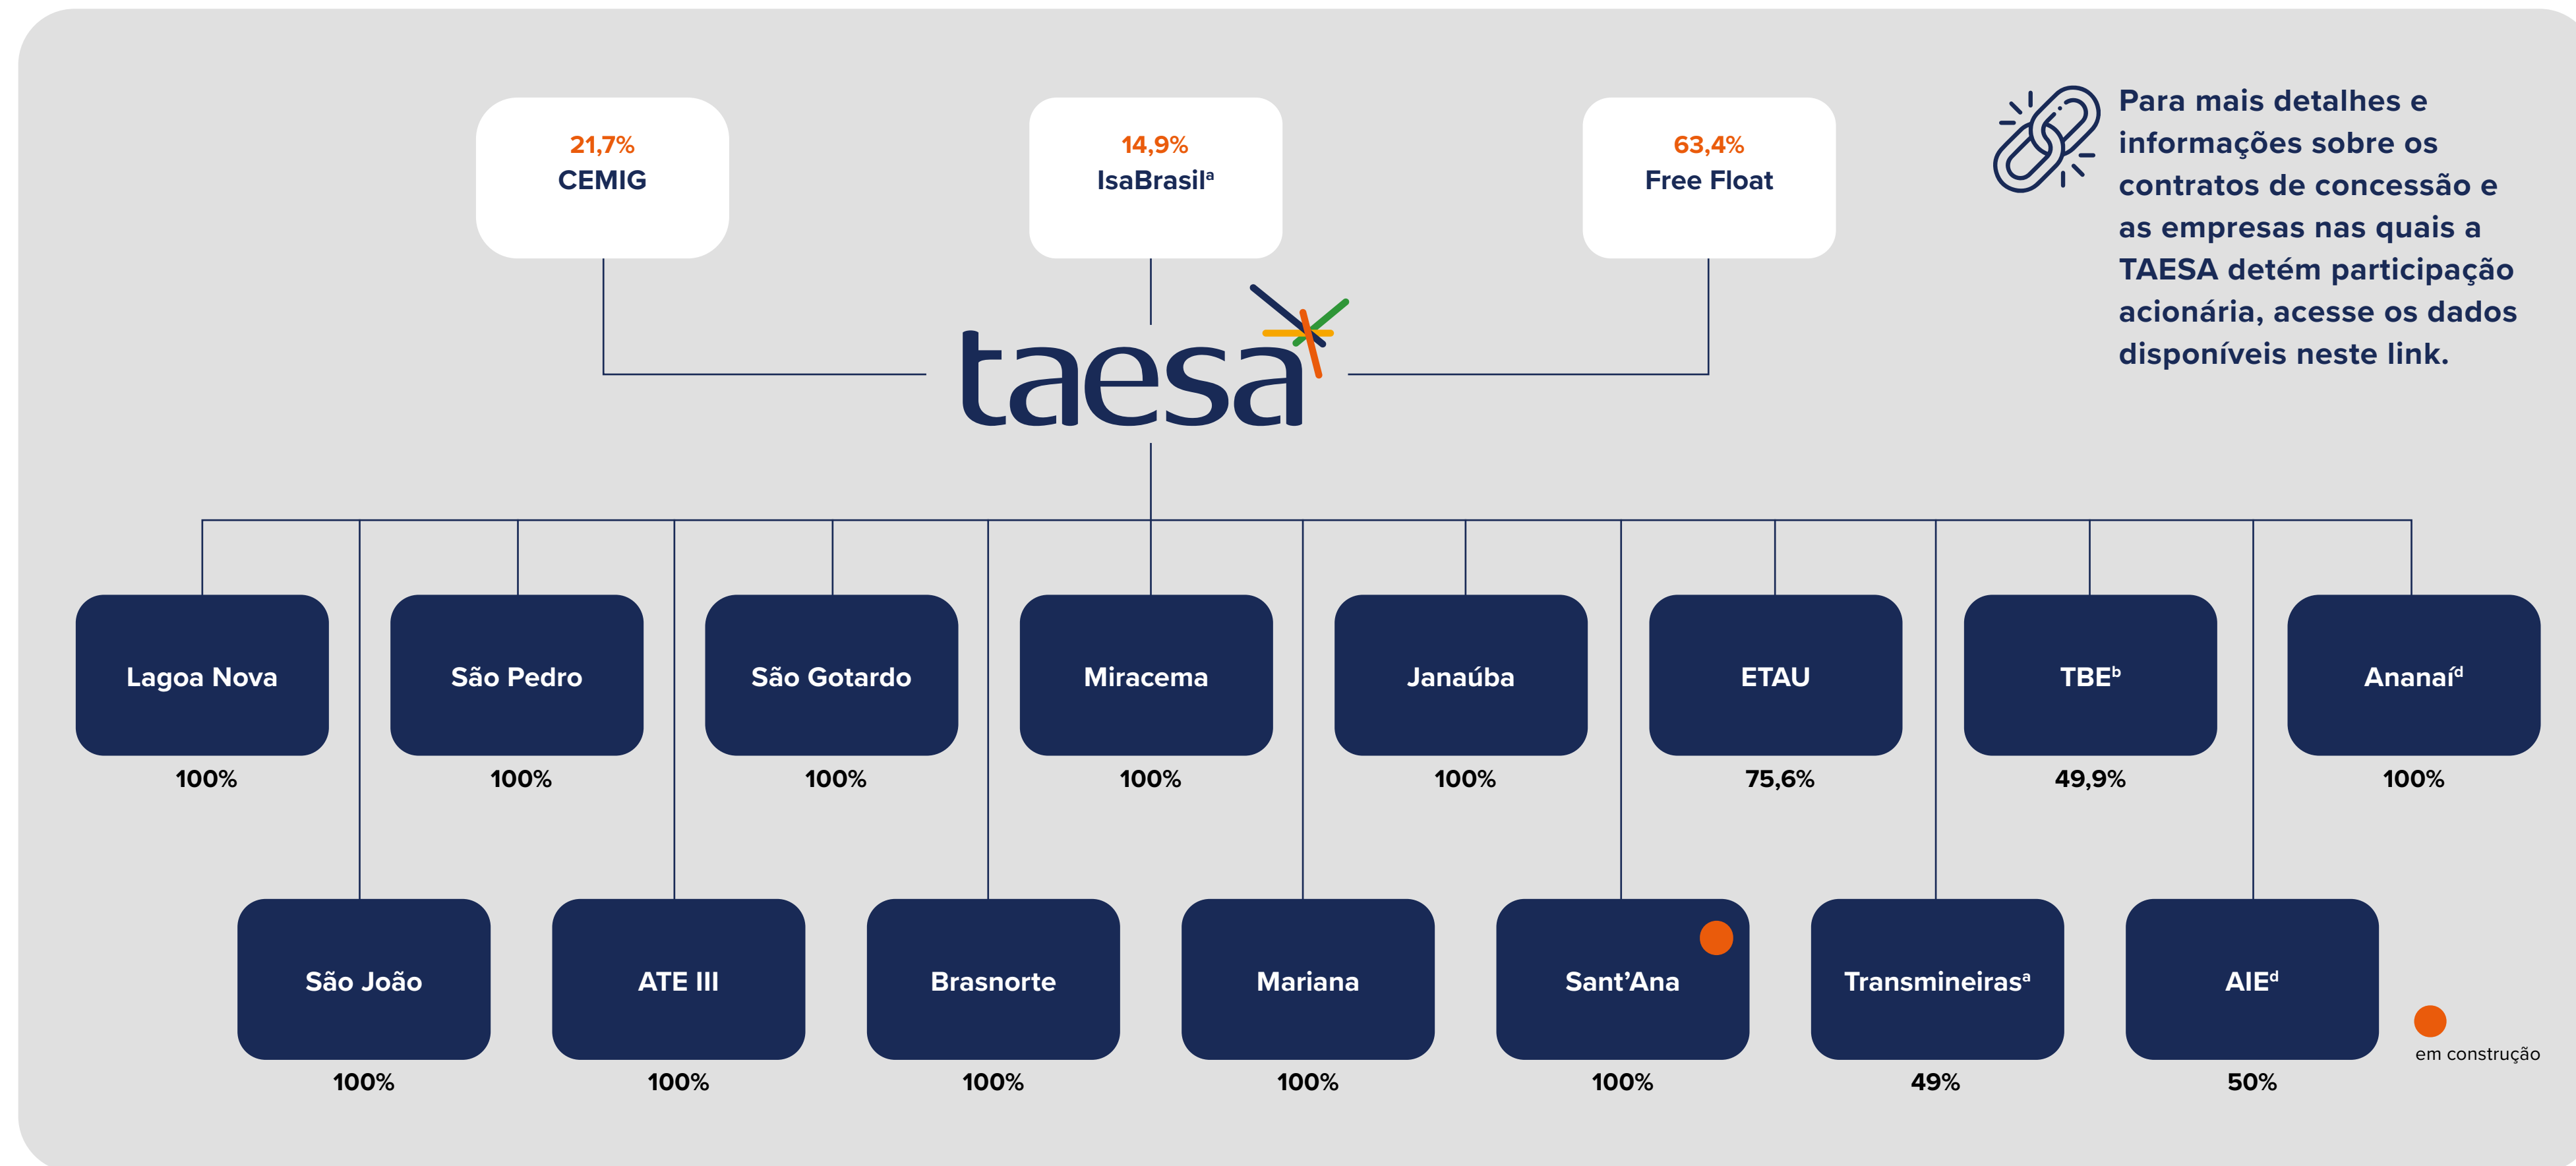 21,7%
CEMIG
14,9%
IsaBrasilᵃ
63,4%
Free Float
Para mais detalhes e
informações sobre os
contratos de concessão e
as empresas nas quais a
TAESA detém participação
acionária, acesse os dados
disponíveis neste link.
taesa
Lagoa Nova
100%
São Pedro
100%
São Gotardo
100%
Miracema
100%
Janaúba
100%
ETAU
75,6%
TBEᵇ
49,9%
Ananaíᵈ
100%
São João
100%
ATE III
100%
Brasnorte
100%
Mariana
100%
Sant’Ana
100%
Transmineirasᵃ
49%
AIEᵈ
50%
em construção